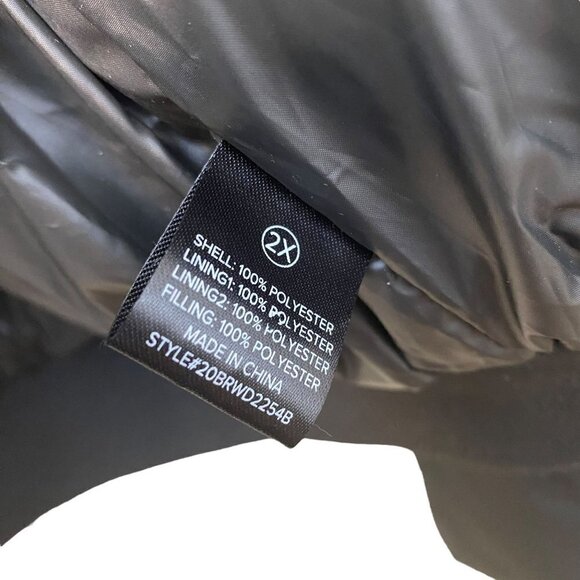 2X
SHELL: 100% POLYESTER
LINING1: 100% POLYESTER
LINING2: 100% POLYESTER
FILLING: 100% POLYESTER
MADE IN CHINA
STYLE#20BRWD2254B